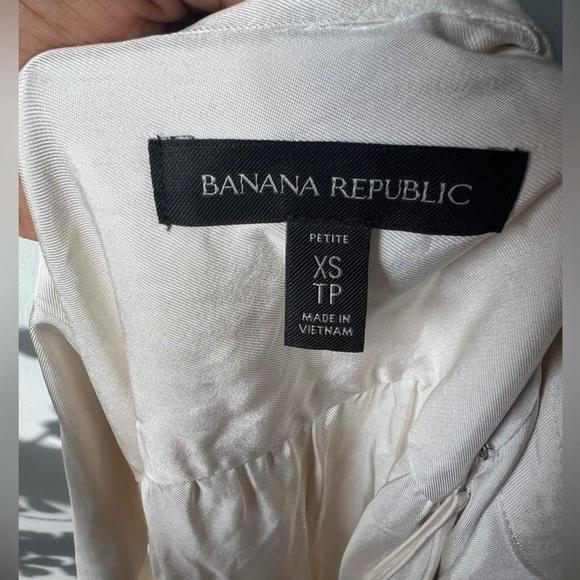 BANANA REPUBLIC
PETITE
XS
TP
MADE IN
VIETNAM